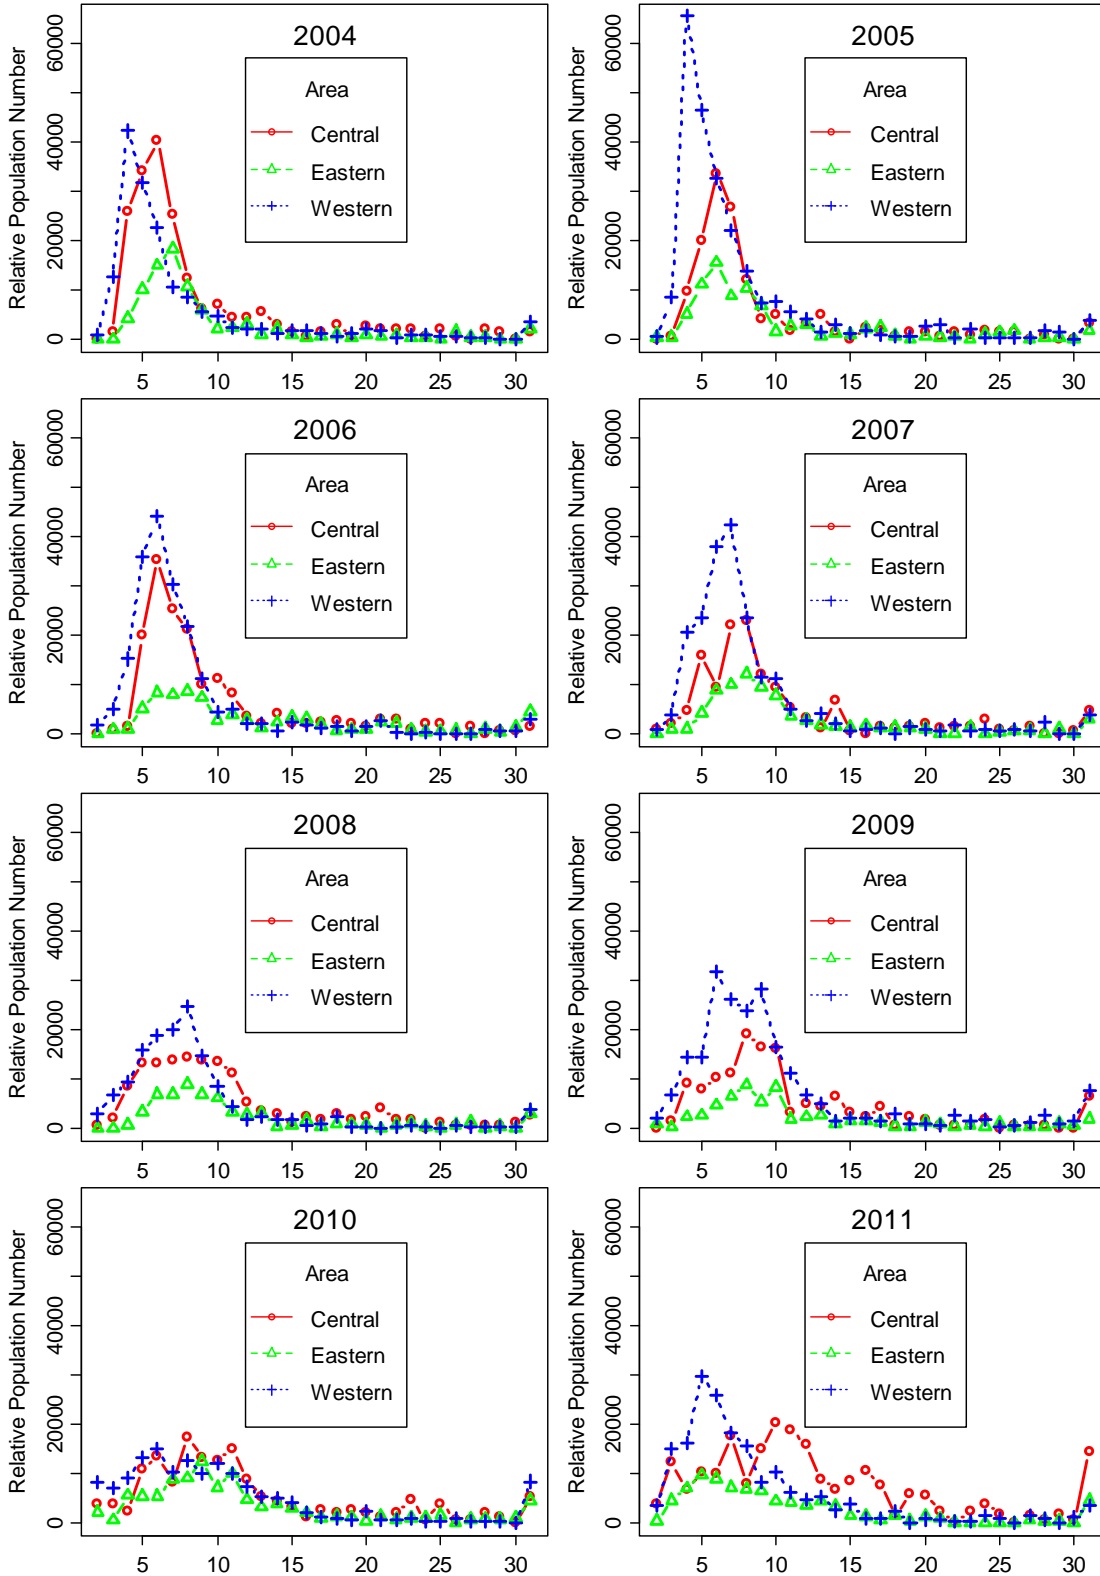 2004
Area
Central
Eastern
Western
Relative Population Number
0
20000
40000
60000
5 10 15 20 25 30
2005
Area
Central
Eastern
Western
Relative Population Number
0
20000
40000
60000
5 10 15 20 25 30
2006
Area
Central
Eastern
Western
Relative Population Number
0
20000
40000
60000
5 10 15 20 25 30
2007
Area
Central
Eastern
Western
Relative Population Number
0
20000
40000
60000
5 10 15 20 25 30
2008
Area
Central
Eastern
Western
Relative Population Number
0
20000
40000
60000
5 10 15 20 25 30
2009
Area
Central
Eastern
Western
Relative Population Number
0
20000
40000
60000
5 10 15 20 25 30
2010
Area
Central
Eastern
Western
Relative Population Number
0
20000
40000
60000
5 10 15 20 25 30
2011
Area
Central
Eastern
Western
Relative Population Number
0
20000
40000
60000
5 10 15 20 25 30